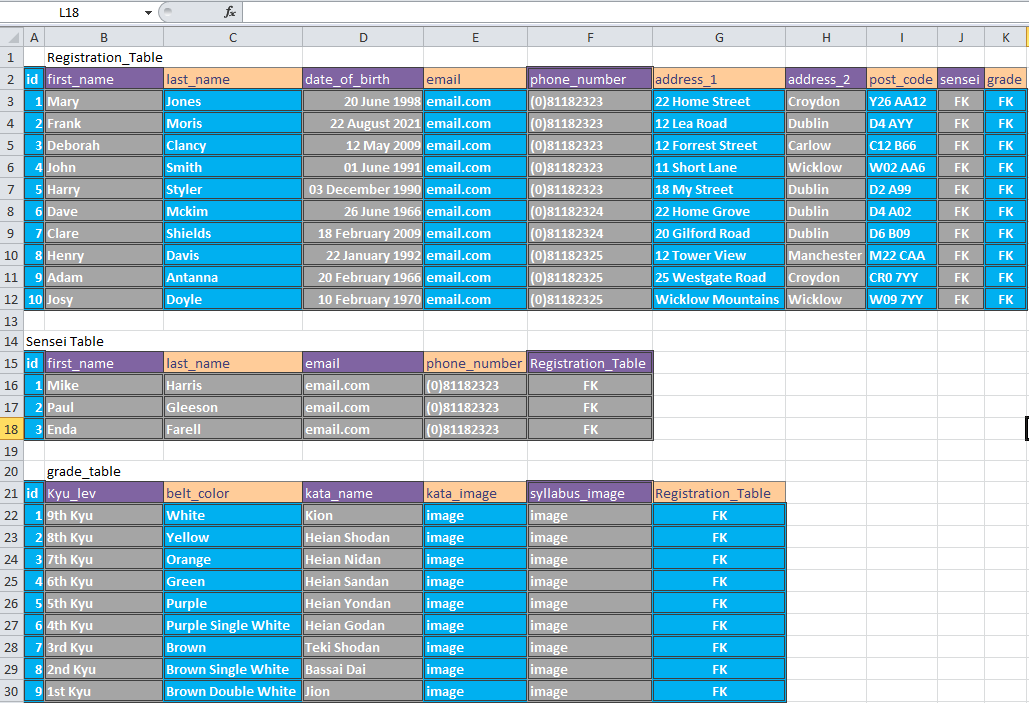 L18 fx
A B C D E F G H I J K
1 Registration_Table
2 id first_name last_name date_of_birth email phone_number address_1 address_2 post_code sensei grade
3 1 Mary Jones 20 June 1998 email.com (0)81182323 22 Home Street Croydon Y26 AA12 FK FK
4 2 Frank Moris 22 August 2021 email.com (0)81182323 12 Lea Road Dublin D4 AYY FK FK
5 3 Deborah Clancy 12 May 2009 email.com (0)81182323 12 Forrest Street Carlow C12 B66 FK FK
6 4 John Smith 01 June 1991 email.com (0)81182323 11 Short Lane Wicklow W02 AA6 FK FK
7 5 Harry Styler 03 December 1990 email.com (0)81182323 18 My Street Dublin D2 A99 FK FK
8 6 Dave Mckim 26 June 1966 email.com (0)81182324 22 Home Grove Dublin D4 A02 FK FK
9 7 Clare Shields 18 February 2009 email.com (0)81182324 20 Gilford Road Dublin D6 B09 FK FK
10 8 Henry Davis 22 January 1992 email.com (0)81182325 12 Tower View Manchester M22 CAA FK FK
11 9 Adam Antanna 20 February 1966 email.com (0)81182325 25 Westgate Road Croydon CR0 7YY FK FK
12 10 Josy Doyle 10 February 1970 email.com (0)81182325 Wicklow Mountains Wicklow W09 7YY FK FK
13
14 Sensei Table
15 id first_name last_name email phone_number Registration_Table
16 1 Mike Harris email.com (0)81182323 FK
17 2 Paul Gleeson email.com (0)81182323 FK
18 3 Enda Farell email.com (0)81182323 FK
19
20 grade_table
21 id Kyu_lev belt_color kata_name kata_image syllabus_image Registration_Table
22 1 9th Kyu White Kion image image FK
23 2 8th Kyu Yellow Heian Shodan image image FK
24 3 7th Kyu Orange Heian Nidan image image FK
25 4 6th Kyu Green Heian Sandan image image FK
26 5 5th Kyu Purple Heian Yondan image image FK
27 6 4th Kyu Purple Single White Heian Godan image image FK
28 7 3rd Kyu Brown Teki Shodan image image FK
29 8 2nd Kyu Brown Single White Bassai Dai image image FK
30 9 1st Kyu Brown Double White Jion image image FK